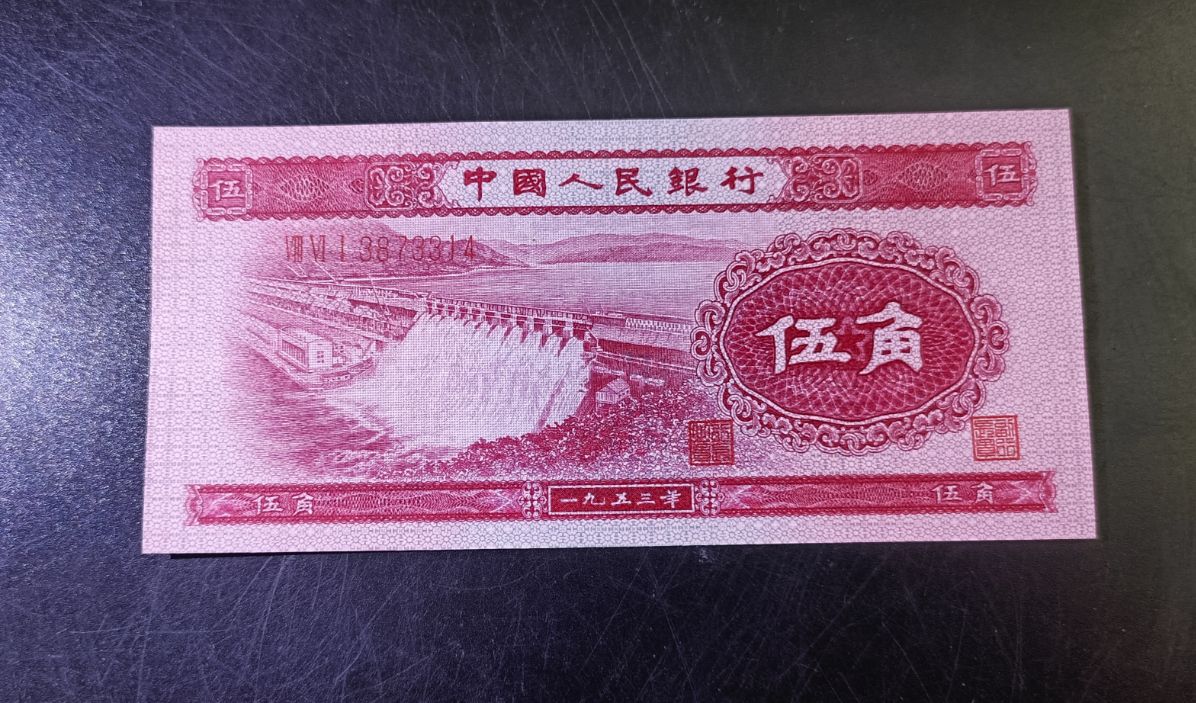 伍 中國人民銀行 伍
VIII VI I 3873314
伍角
伍角 一九五三年 伍角